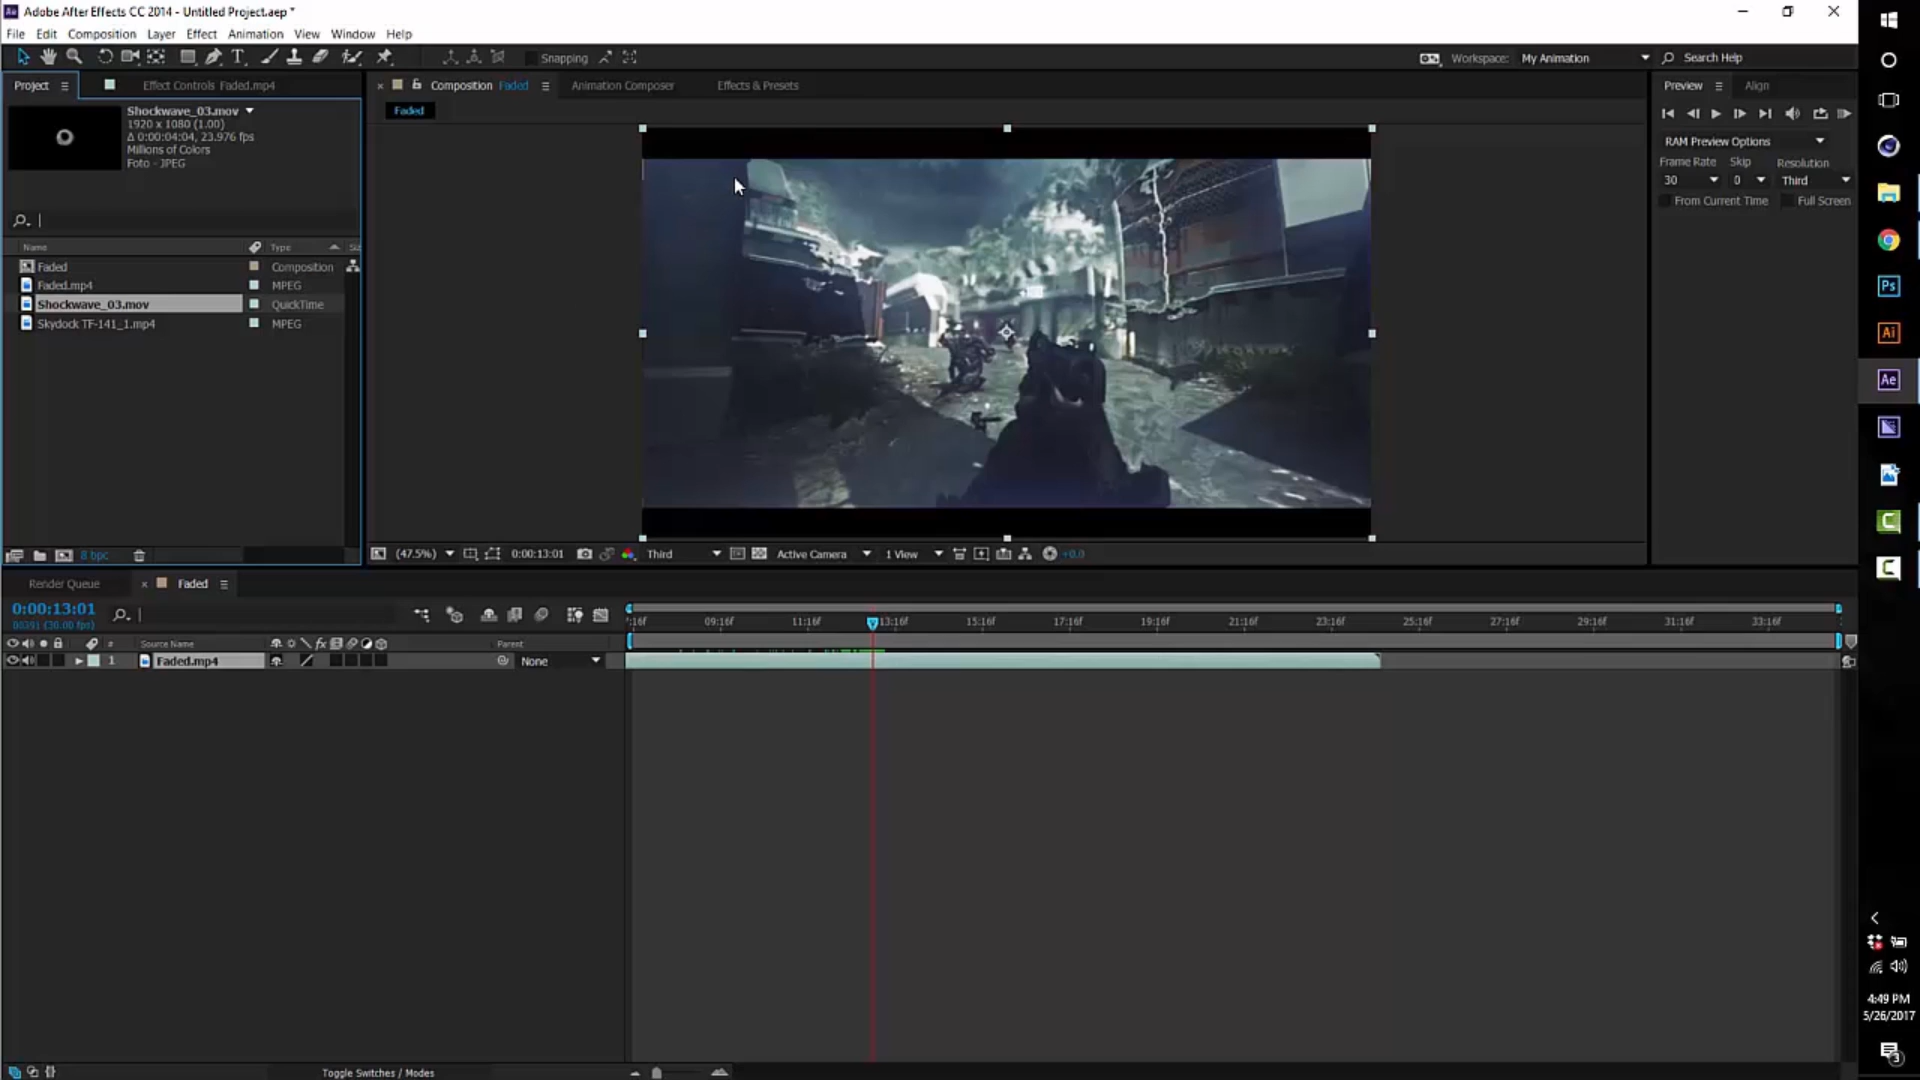 Adobe After Effects CC 2014 - Untitled Project.aep *
File Edit Composition Layer Effect Animation View Window Help
Snapping
Workspace: My Animation
Search Help
Project
Effect Controls Faded.mp4
Composition Faded
Animation Composer
Effects & Presets
Preview
Align
Faded
Shockwave_03.mov
1920 x 1080 (1.00)
Δ 0:00:04:04, 23.976 fps
Millions of Colors
Foto - JPEG
RAM Preview Options
Frame Rate Skip Resolution
30 0 Third
From Current Time Full Screen
Name Type
Faded Composition
Faded.mp4 MPEG
Shockwave_03.mov QuickTime
Skydock TF-141_1.mp4 MPEG
8 bpc
(47.5%) 0:00:13:01 Third Active Camera 1 View +0.0
Render Queue
Faded
0:00:13:01
00391 (30.00 fps)
:16f 09:16f 11:16f 13:16f 15:16f 17:16f 19:16f 21:16f 23:16f 25:16f 27:16f 29:16f 31:16f 33:16f
# Source Name fx Parent
1 Faded.mp4 None
Toggle Switches / Modes
Ps
Ai
Ae
4:49 PM
5/26/2017
3